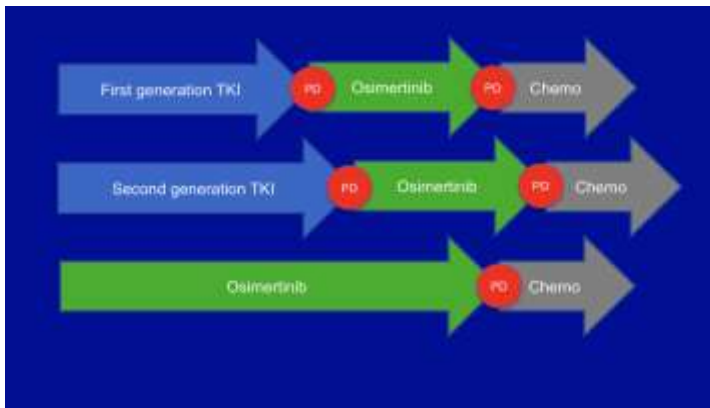 First generation TKI PD Osimertinib PD Chemo
Second generation TKI PD Osimertinib PD Chemo
Osimertinib PD Chemo